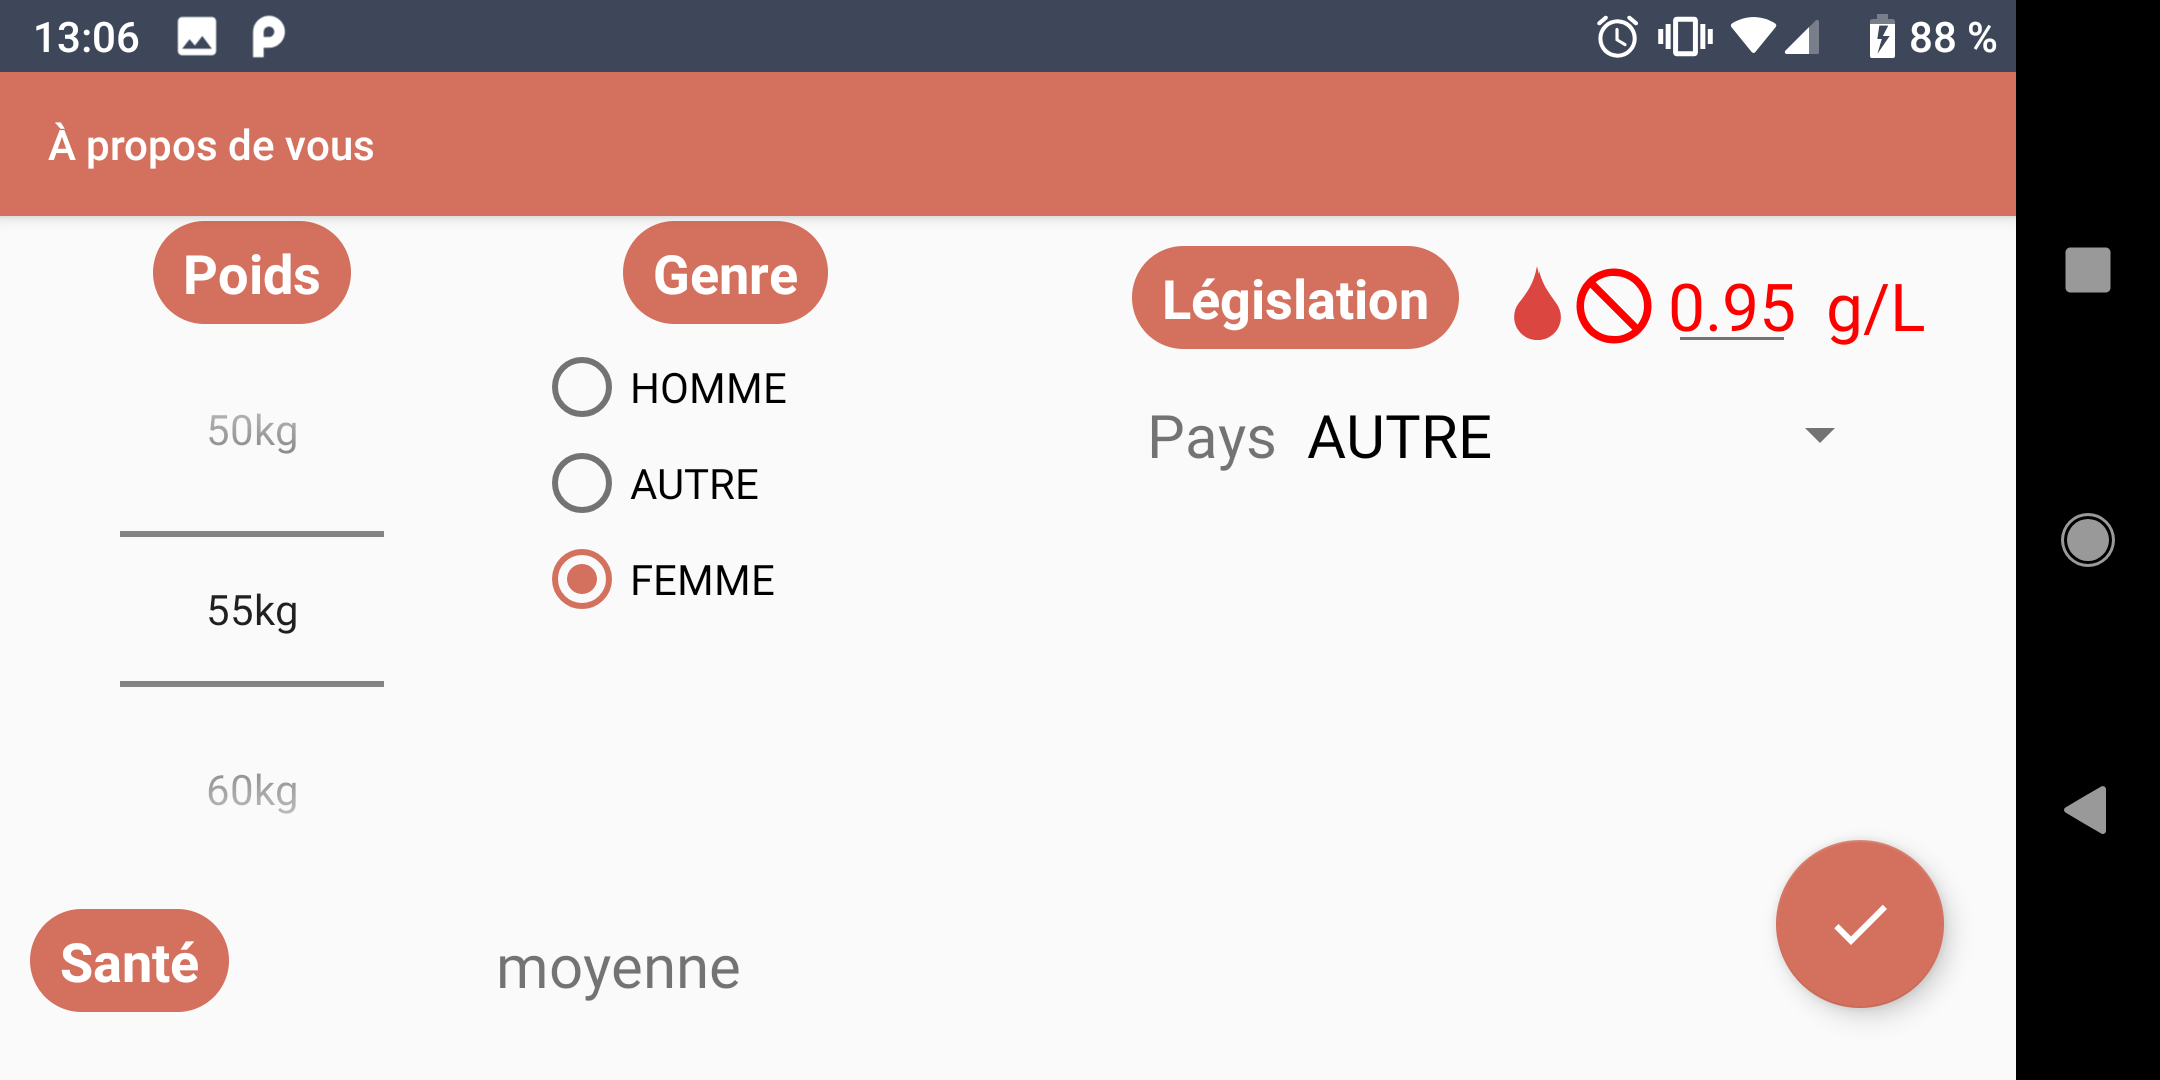 13:06 88 %
À propos de vous
Poids
50kg
55kg
60kg
Genre
HOMME
AUTRE
FEMME
Législation 0.95 g/L
Pays AUTRE
Santé moyenne